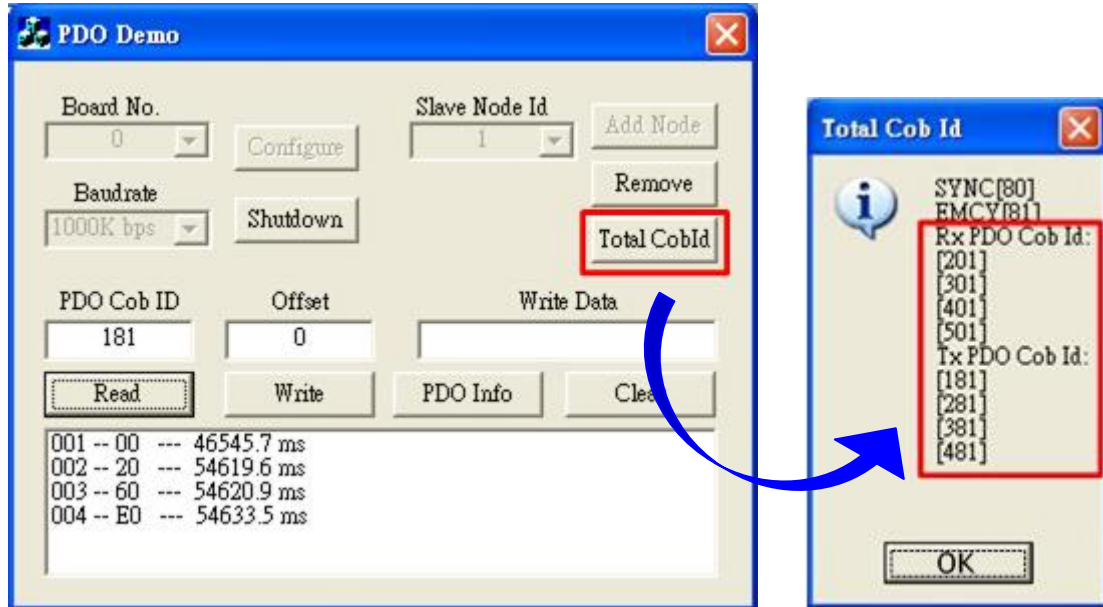 PDO Demo
Board No.
0
Configure
Slave Node Id
1
Add Node
Baudrate
1000K bps
Shutdown
Remove
Total CobId
PDO Cob ID
Offset
Write Data
181
0
Read
Write
PDO Info
Clear
001 -- 00 --- 46545.7 ms
002 -- 20 --- 54619.6 ms
003 -- 60 --- 54620.9 ms
004 -- E0 --- 54633.5 ms
Total Cob Id
SYNC[80]
EMCY[81]
Rx PDO Cob Id:
[201]
[301]
[401]
[501]
Tx PDO Cob Id:
[181]
[281]
[381]
[481]
OK